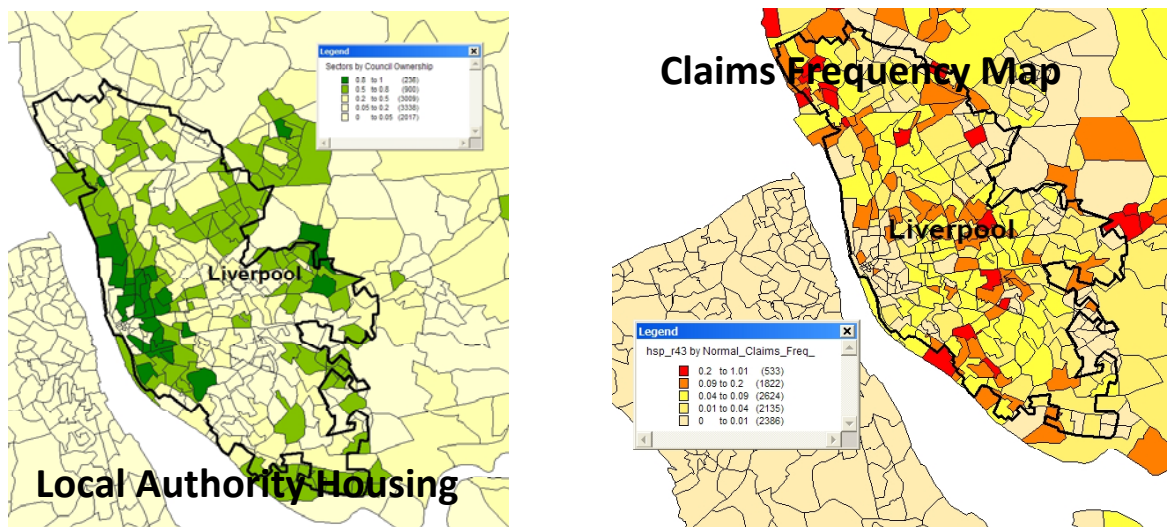 Legend
Sectors by Council Ownership
0.8 to 1 (236)
0.5 to 0.8 (900)
0.2 to 0.5 (3009)
0.05 to 0.2 (3338)
0 to 0.05 (2017)
Liverpool
Local Authority Housing
Claims Frequency Map
Liverpool
Legend
hsp_r43 by Normal_Claims_Freq_
0.2 to 1.01 (533)
0.09 to 0.2 (1822)
0.04 to 0.09 (2624)
0.01 to 0.04 (2135)
0 to 0.01 (2386)